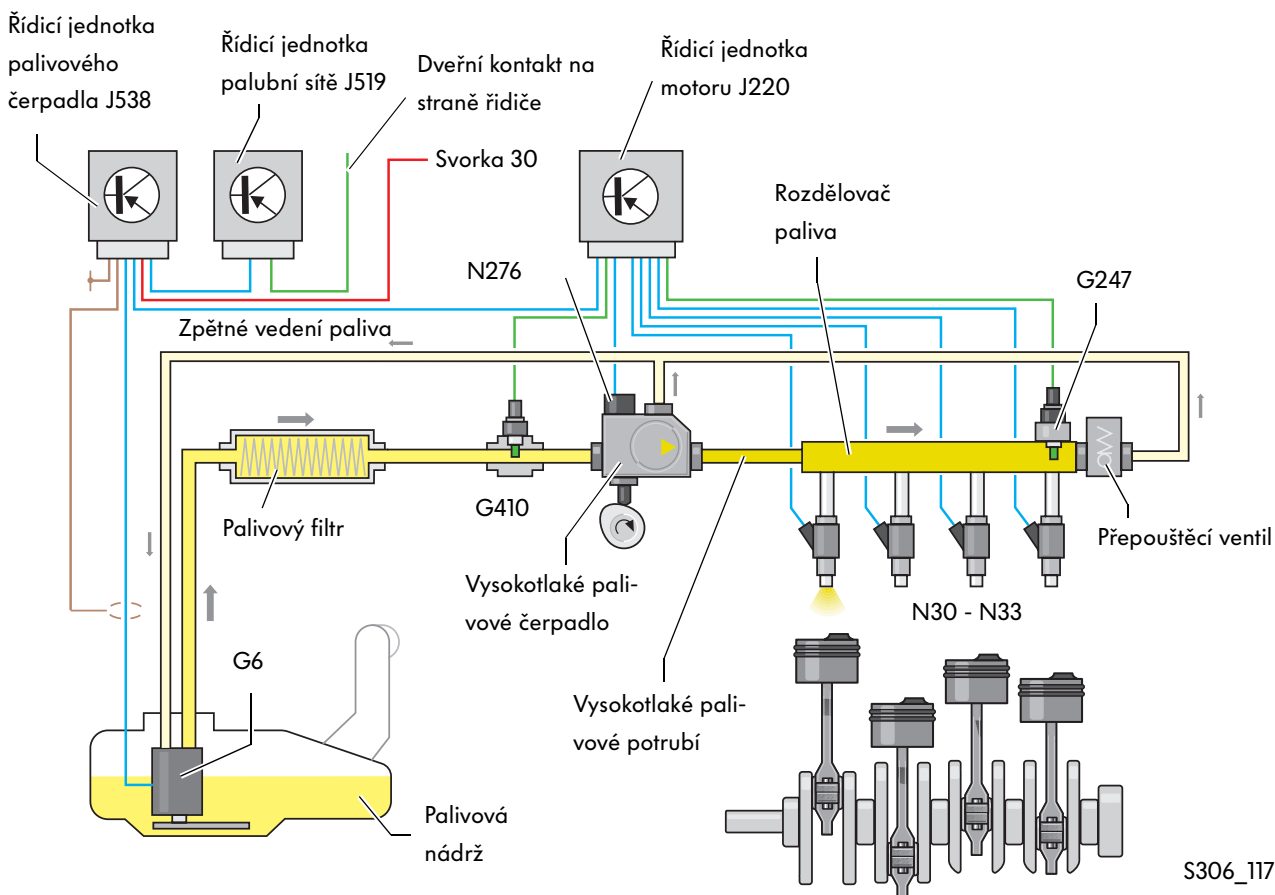 Řídicí jednotka
palivového
čerpadla J538
Řídicí jednotka
palubní sítě J519
Dveřní kontakt na
straně řidiče
Řídicí jednotka
motoru J220
Svorka 30
Rozdělovač
paliva
N276
G247
Zpětné vedení paliva
G410
Palivový filtr
Přepouštěcí ventil
Vysokotlaké pali-
vové čerpadlo
N30 - N33
G6
Vysokotlaké pali-
vové potrubí
Palivová
nádrž
S306_117